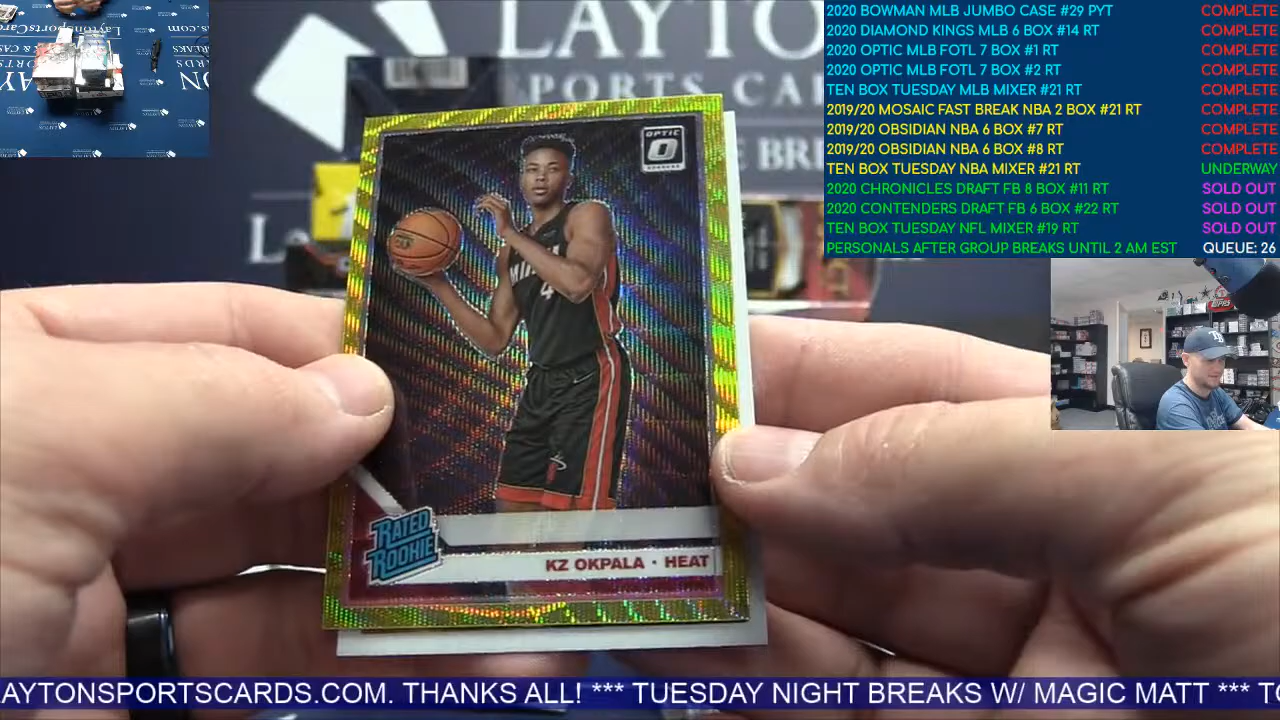 LAYTO
SPORTS CA
E BRE
2020 BOWMAN MLB JUMBO CASE #29 PYT COMPLETE
2020 DIAMOND KINGS MLB 6 BOX #14 RT COMPLETE
2020 OPTIC MLB FOTL 7 BOX #1 RT COMPLETE
2020 OPTIC MLB FOTL 7 BOX #2 RT COMPLETE
TEN BOX TUESDAY MLB MIXER #21 RT COMPLETE
2019/20 MOSAIC FAST BREAK NBA 2 BOX #21 RT COMPLETE
2019/20 OBSIDIAN NBA 6 BOX #7 RT COMPLETE
2019/20 OBSIDIAN NBA 6 BOX #8 RT COMPLETE
TEN BOX TUESDAY NBA MIXER #21 RT UNDERWAY
2020 CHRONICLES DRAFT FB 8 BOX #11 RT SOLD OUT
2020 CONTENDERS DRAFT FB 6 BOX #22 RT SOLD OUT
TEN BOX TUESDAY NFL MIXER #19 RT SOLD OUT
PERSONALS AFTER GROUP BREAKS UNTIL 2 AM EST QUEUE: 26
OPTIC
RATED
ROOKIE
KZ OKPALA · HEAT
AYTONSPORTSCARDS.COM. THANKS ALL! *** TUESDAY NIGHT BREAKS W/ MAGIC MATT *** TO